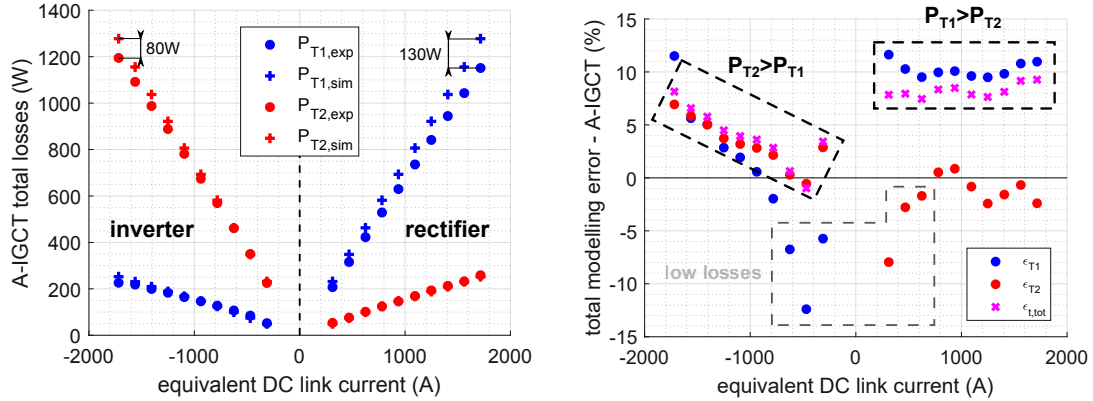 A-IGCT total losses (W)
1400
1200
1000
800
600
400
200
0
80W
130W
P_T1,exp
P_T1,sim
P_T2,exp
P_T2,sim
inverter
rectifier
-2000
-1000
0
1000
2000
equivalent DC link current (A)
total modelling error - A-IGCT (%)
15
10
5
0
-5
-10
-15
P_T2>P_T1
P_T1>P_T2
low losses
ϵ_T1
ϵ_T2
ϵ_t,tot
-2000
-1000
0
1000
2000
equivalent DC link current (A)